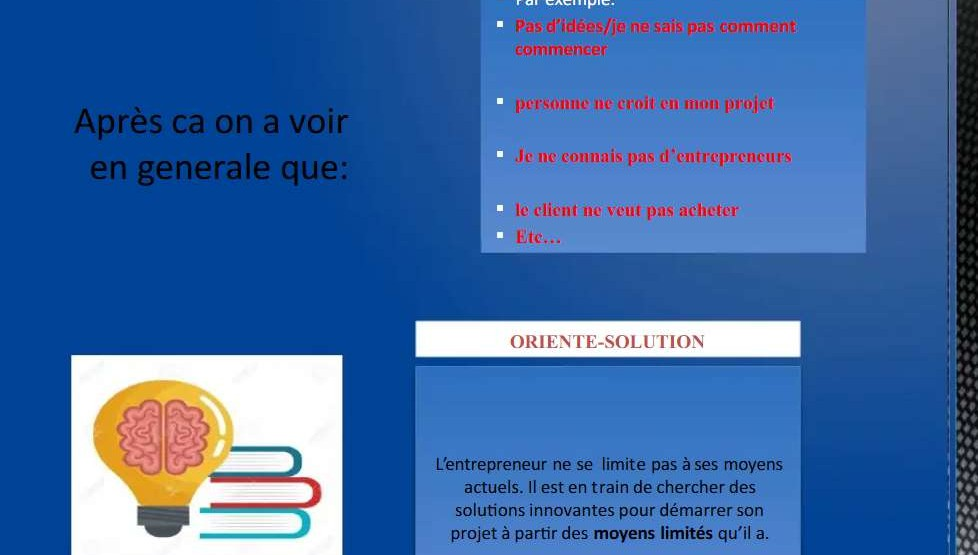 Par exemple:
Pas d'idées/je ne sais pas comment
commencer
personne ne croit en mon projet
Je ne connais pas d'entrepreneurs
le client ne veut pas acheter
Etc…
Après ca on a voir
en generale que:
ORIENTE-SOLUTION
L'entrepreneur ne se limite pas à ses moyens
actuels. Il est en train de chercher des
solutions innovantes pour démarrer son
projet à partir des moyens limités qu'il a.